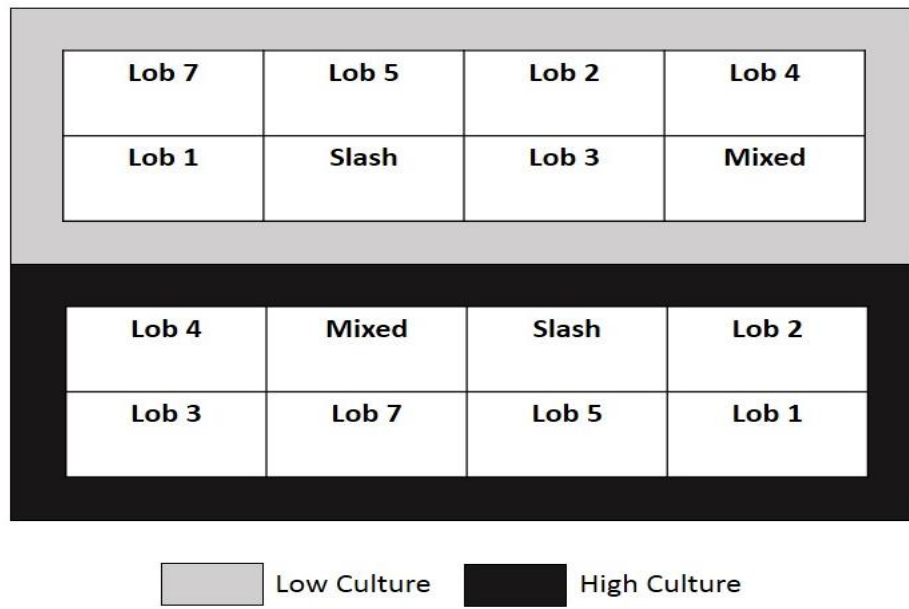 Lob 7 Lob 5 Lob 2 Lob 4
Lob 1 Slash Lob 3 Mixed
Lob 4 Mixed Slash Lob 2
Lob 3 Lob 7 Lob 5 Lob 1
Low Culture High Culture